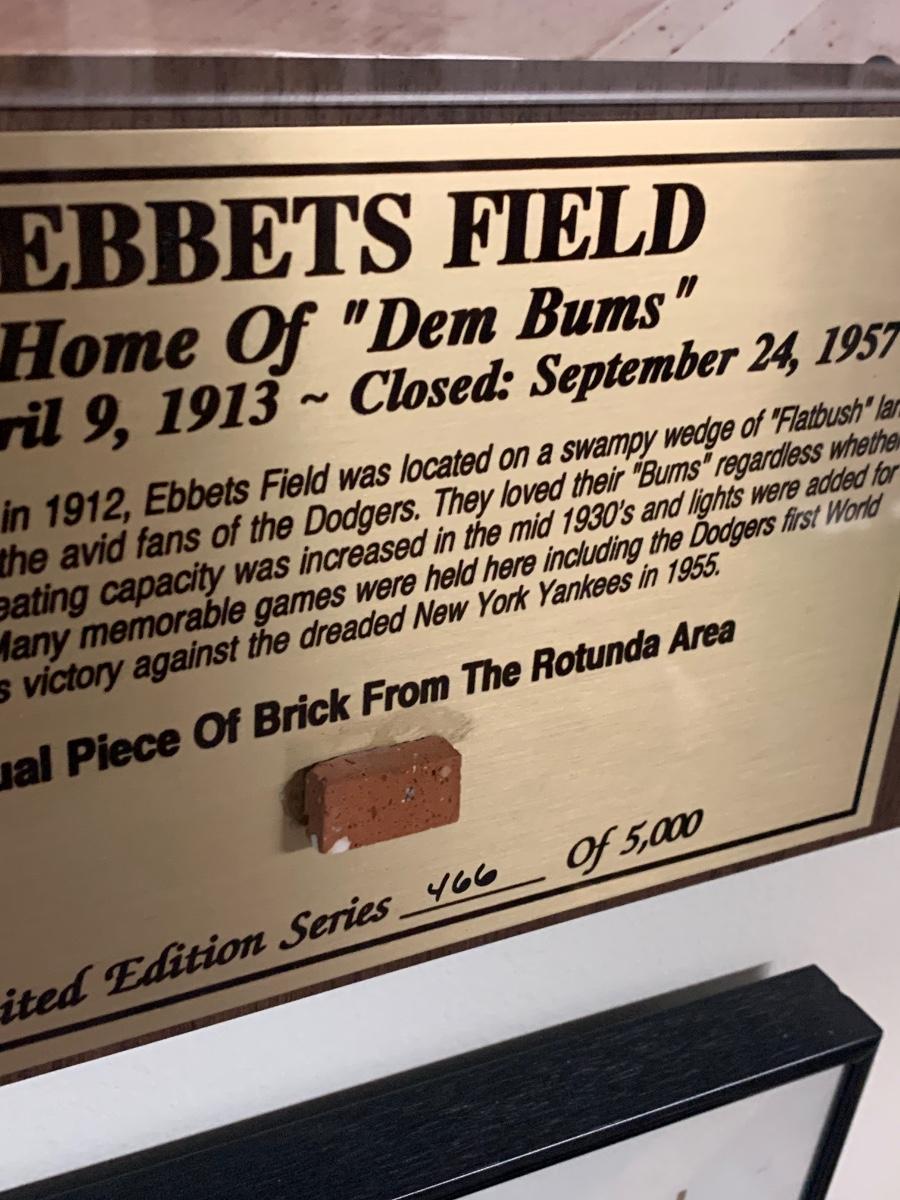 EBBETS FIELD
Home Of "Dem Bums"
ril 9, 1913 ~ Closed: September 24, 1957
in 1912, Ebbets Field was located on a swampy wedge of "Flatbush" lan
the avid fans of the Dodgers. They loved their "Bums" regardless whether
eating capacity was increased in the mid 1930's and lights were added for
Many memorable games were held here including the Dodgers first World
s victory against the dreaded New York Yankees in 1955.
ual Piece Of Brick From The Rotunda Area
ited Edition Series 466 Of 5,000